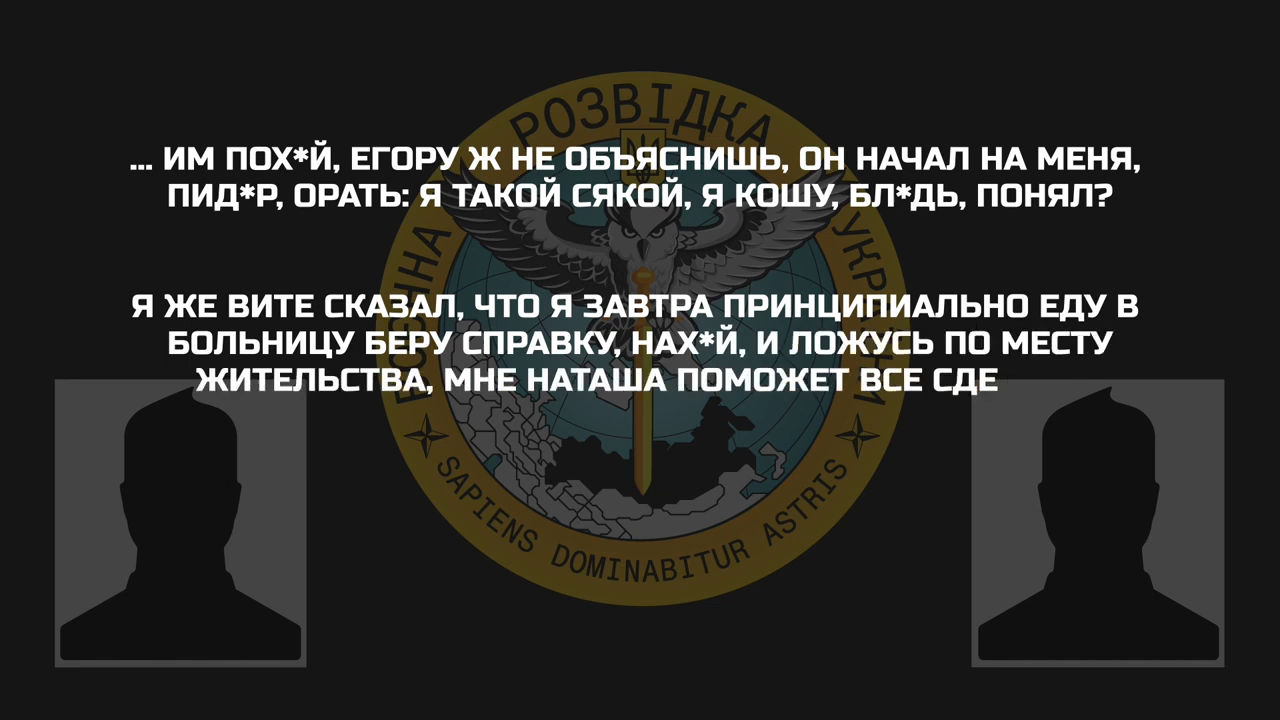 ... ИМ ПОХ*Й, ЕГОРУ Ж НЕ ОБЪЯСНИШЬ, ОН НАЧАЛ НА МЕНЯ,
ПИД*Р, ОРАТЬ: Я ТАКОЙ СЯКОЙ, Я КОШУ, БЛ*ДЬ, ПОНЯЛ?
Я ЖЕ ВИТЕ СКАЗАЛ, ЧТО Я ЗАВТРА ПРИНЦИПИАЛЬНО ЕДУ В
БОЛЬНИЦУ БЕРУ СПРАВКУ, НАХ*Й, И ЛОЖУСЬ ПО МЕСТУ
ЖИТЕЛЬСТВА, МНЕ НАТАША ПОМОЖЕТ ВСЕ СДЕ
ВОЄННА РОЗВІДКА УКРАЇНИ
SAPIENS DOMINABITUR ASTRIS